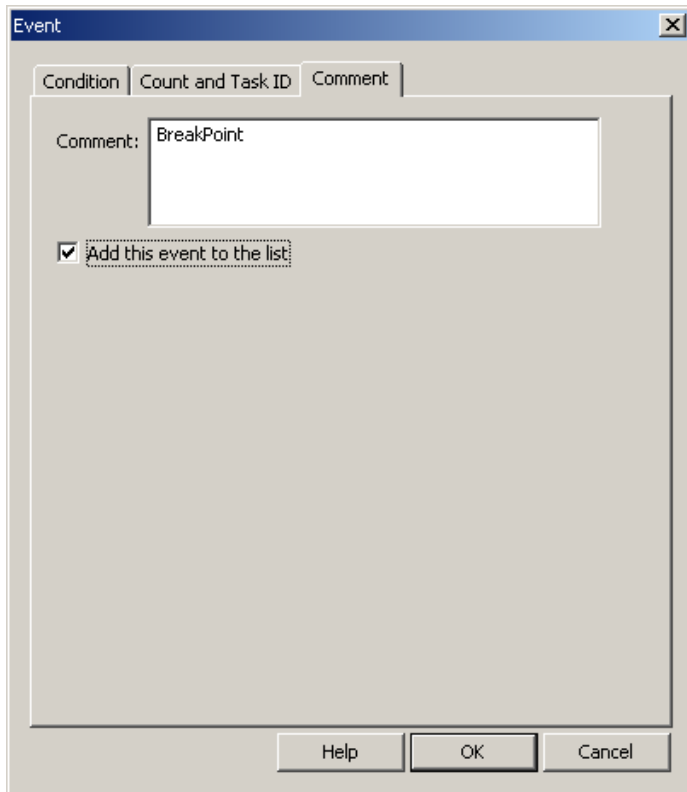 Event
Condition Count and Task ID Comment
Comment: BreakPoint
Add this event to the list
Help OK Cancel